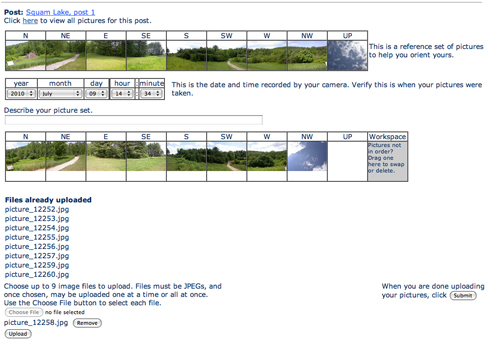 Post: Squam Lake, post 1
Click here to view all pictures for this post.
N NE E SE S SW W NW UP
This is a reference set of pictures
to help you orient yours.
year month day hour : minute
2010 July 09 14 : 34
This is the date and time recorded by your camera. Verify this is when your pictures were
taken.
Describe your picture set.
N NE E SE S SW W NW UP Workspace
Pictures not
in order?
Drag one
here to swap
or delete.
Files already uploaded
picture_12252.jpg
picture_12253.jpg
picture_12254.jpg
picture_12255.jpg
picture_12256.jpg
picture_12257.jpg
picture_12259.jpg
picture_12260.jpg
Choose up to 9 image files to upload. Files must be JPEGs, and
once chosen, may be uploaded one at a time or all at once.
Use the Choose File button to select each file.
Choose File no file selected
picture_12258.jpg Remove
Upload
When you are done uploading
your pictures, click Submit